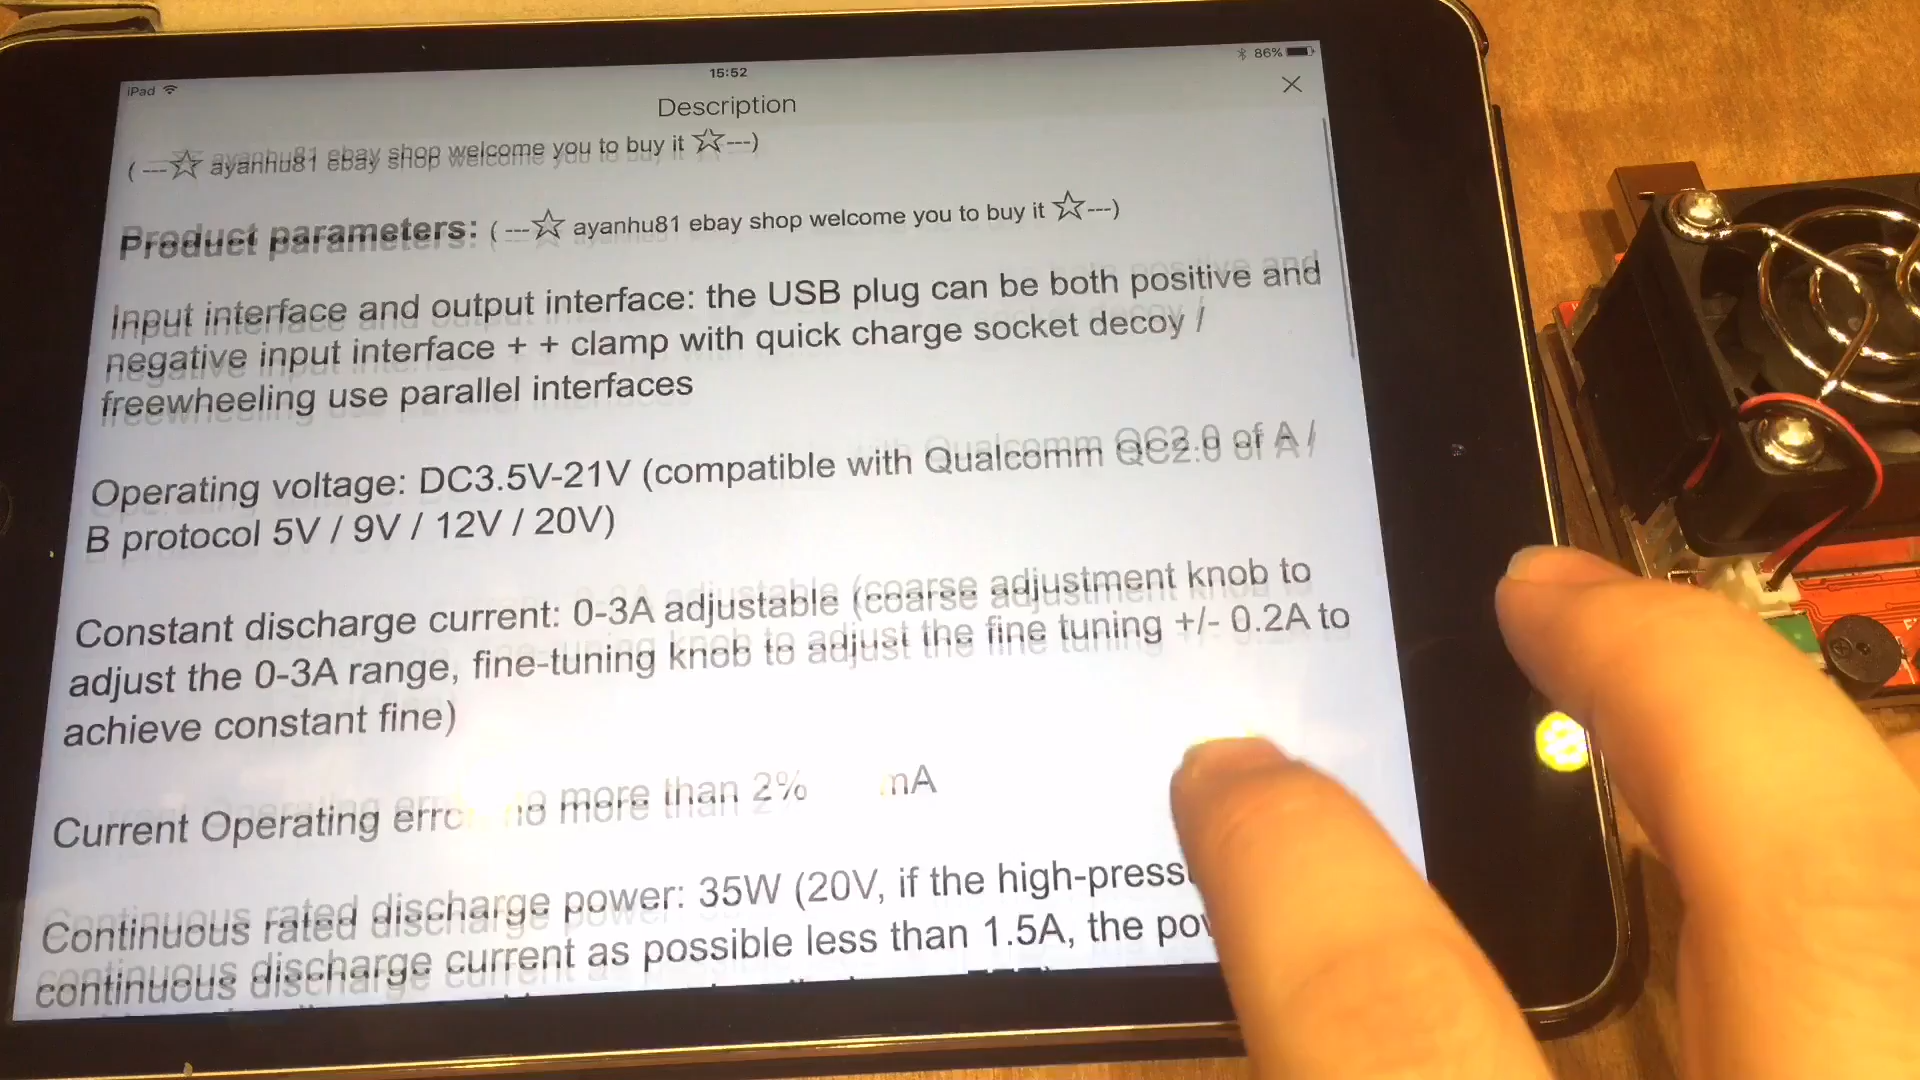 iPad
15:52
86%
Description
(---☆ ayanhu81 ebay shop welcome you to buy it ☆---)
Product parameters: (---☆ ayanhu81 ebay shop welcome you to buy it ☆---)
Input interface and output interface: the USB plug can be both positive and
negative input interface + + clamp with quick charge socket decoy /
freewheeling use parallel interfaces
Operating voltage: DC3.5V-21V (compatible with Qualcomm QC2.0 of A /
B protocol 5V / 9V / 12V / 20V)
Constant discharge current: 0-3A adjustable (coarse adjustment knob to
adjust the 0-3A range, fine-tuning knob to adjust the fine tuning +/- 0.2A to
achieve constant fine)
Current Operating no more than 2% mA
Continuous rated discharge power: 35W (20V, if the
continuous discharge current as possible less than 1.5A, the